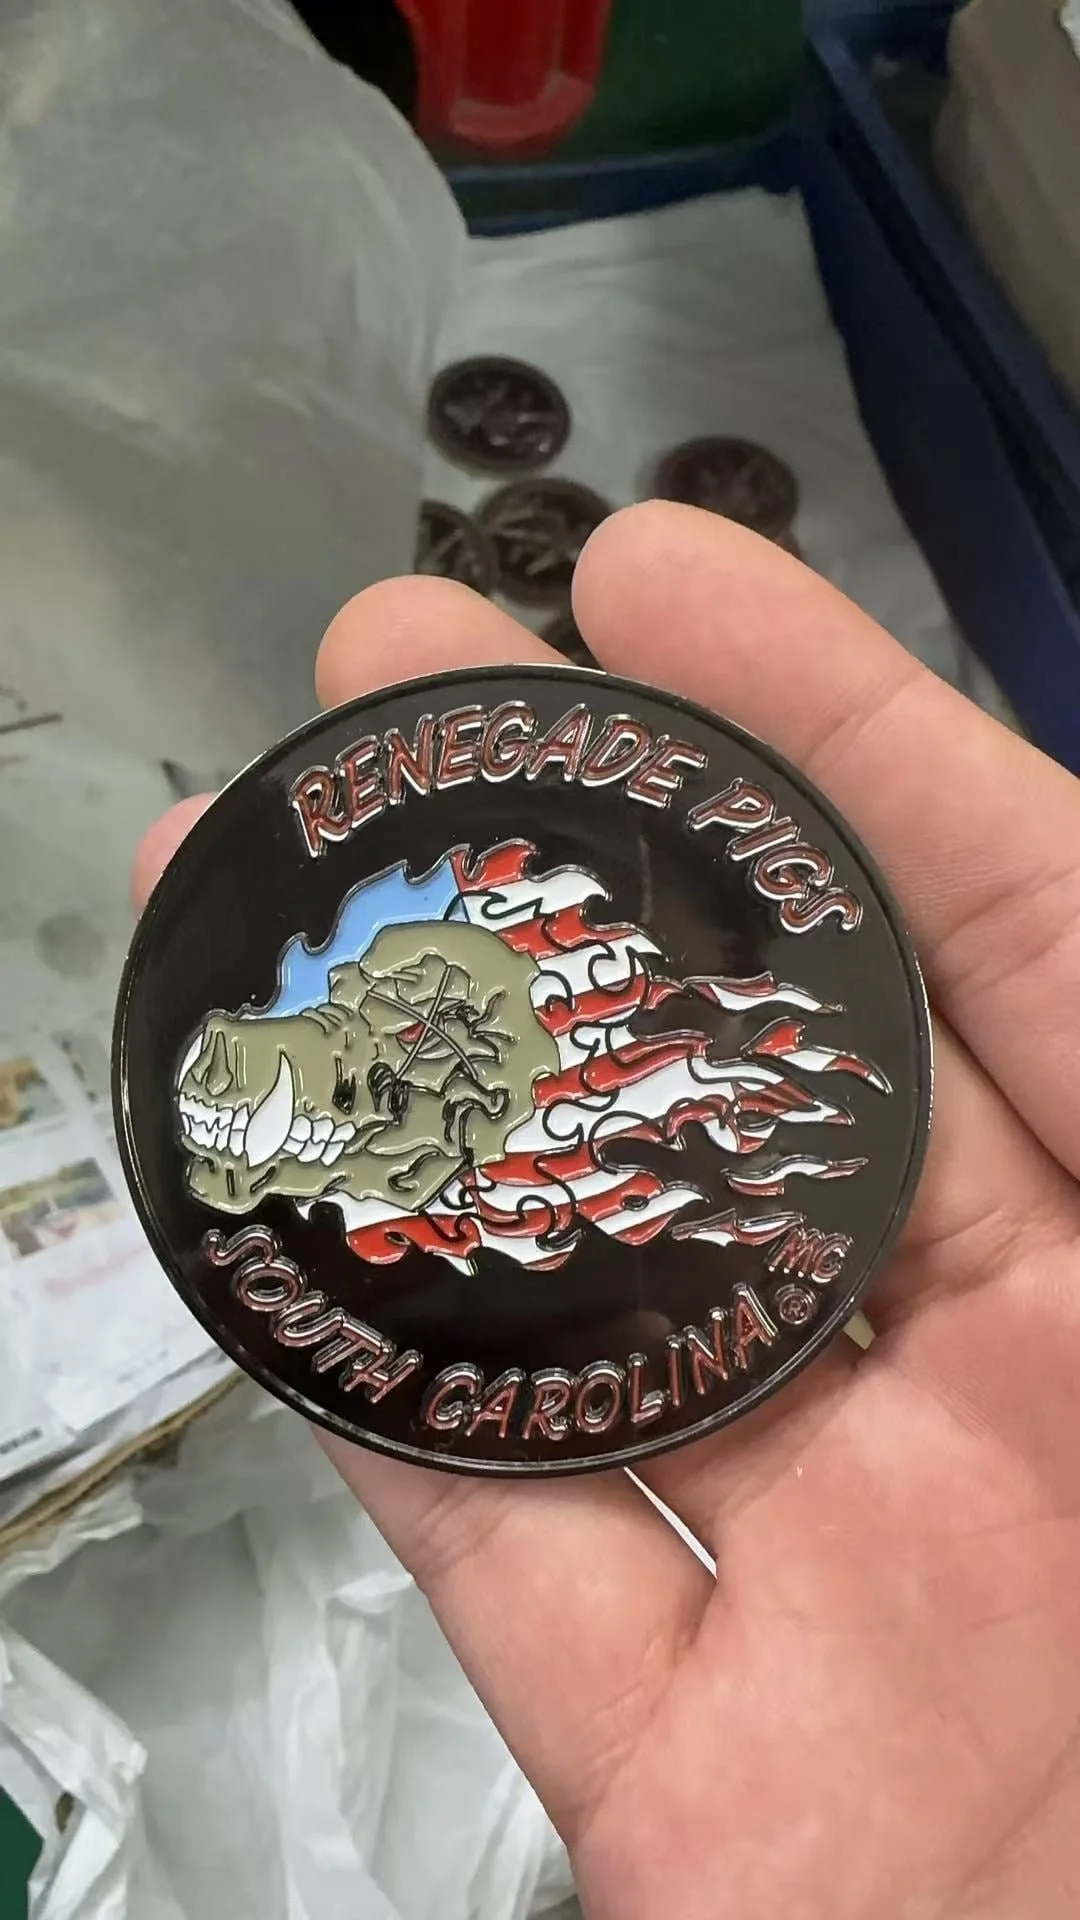 RENEGADE PIGS
MC
®
SOUTH CAROLINA